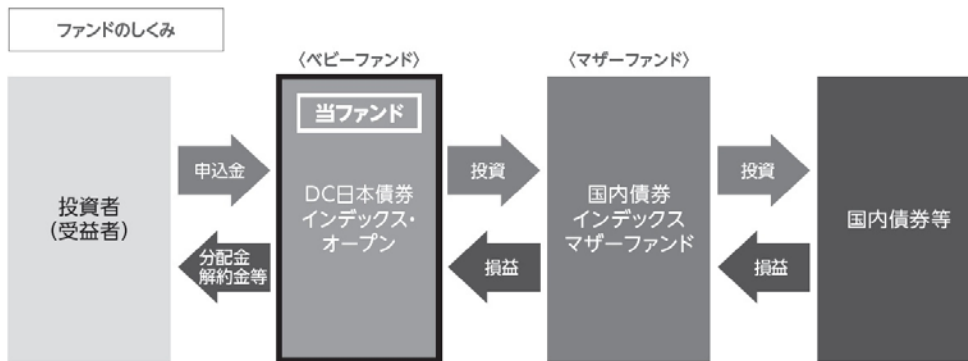 ファンドのしくみ
〈ベビーファンド〉
〈マザーファンド〉
投資者
(受益者)
申込金
分配金
解約金等
当ファンド
DC日本債券
インデックス・
オープン
投資
損益
国内債券
インデックス
マザーファンド
投資
損益
国内債券等